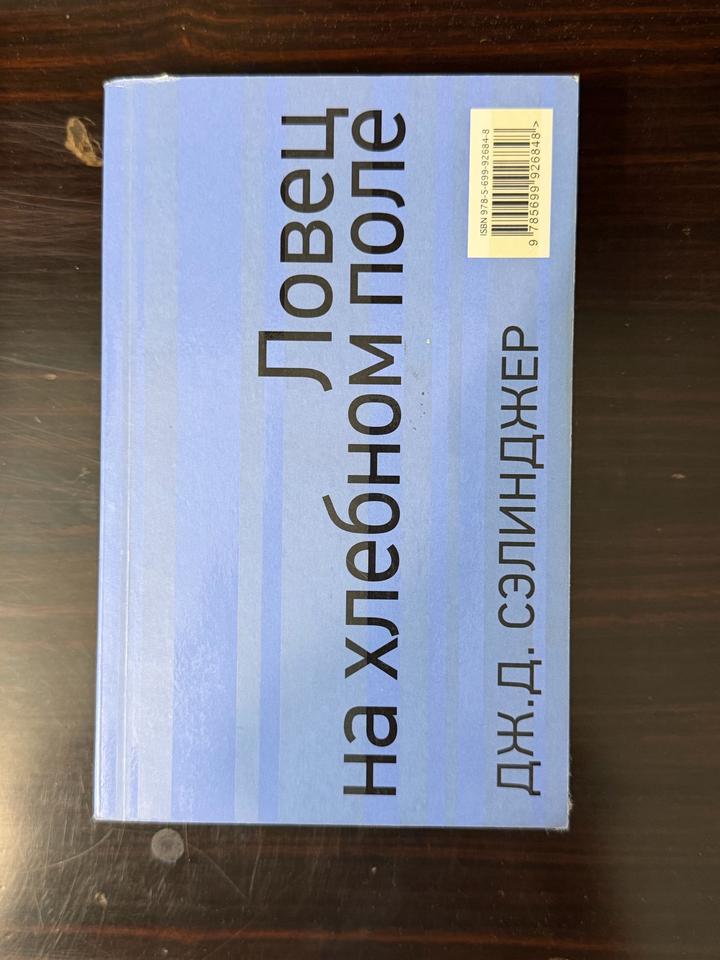 Ловец
на хлебном поле
ДЖ.Д. СЭЛИНДЖЕР
ISBN 978-5-699-92684-8
9 785699 926848 >